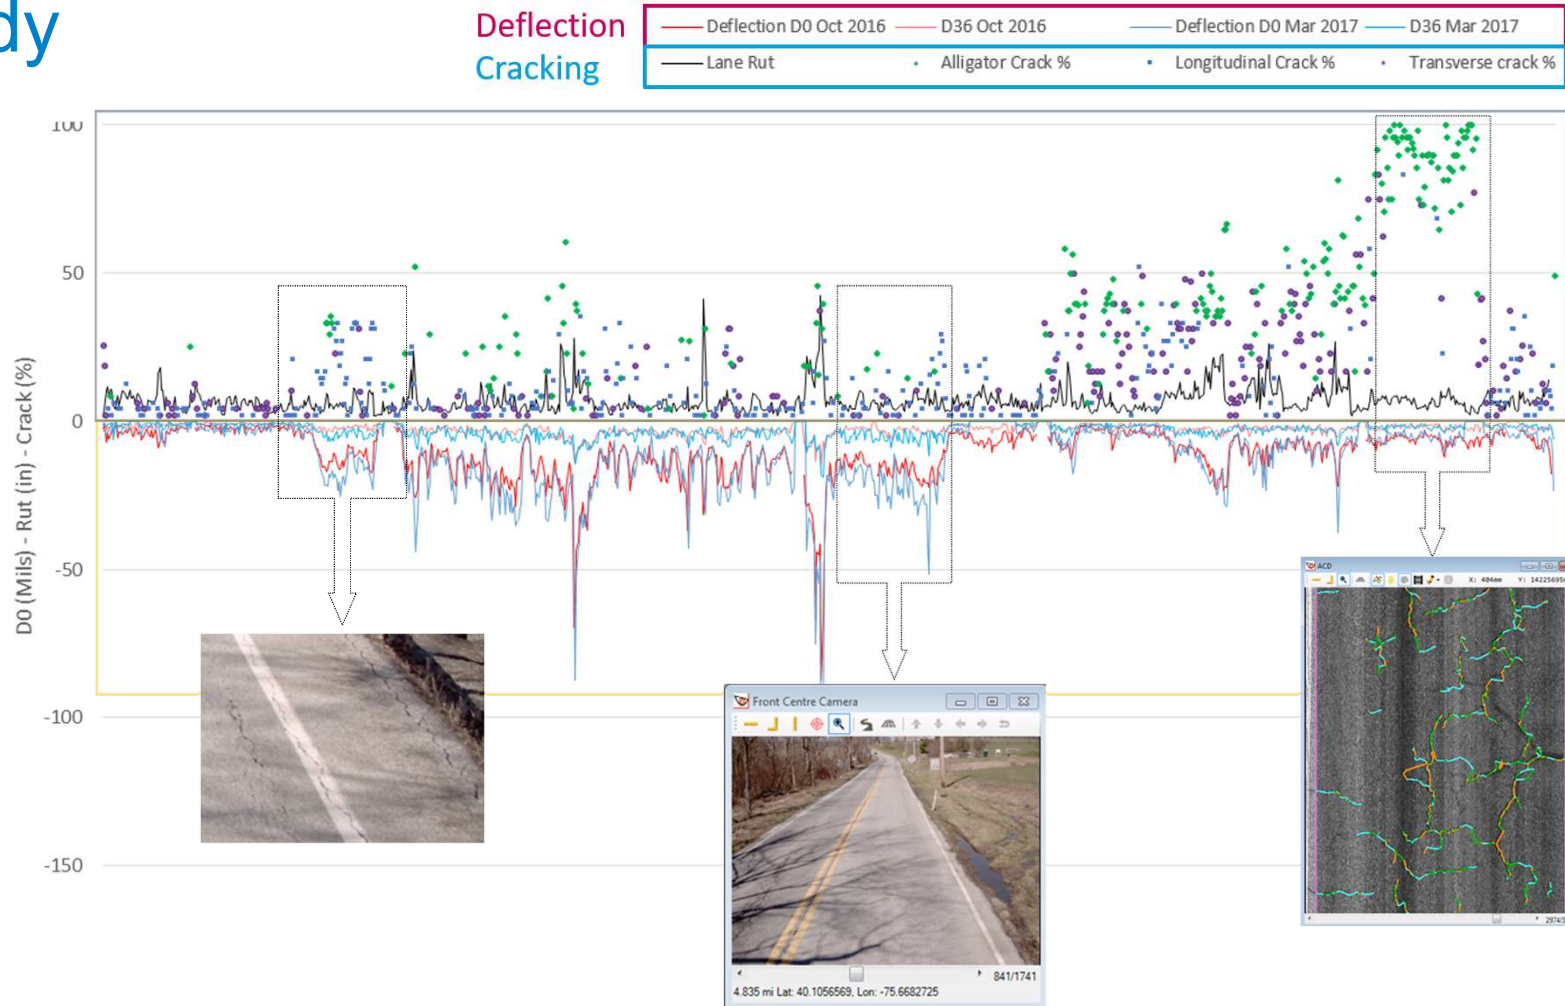 dy
Deflection
Deflection D0 Oct 2016 D36 Oct 2016 Deflection D0 Mar 2017 D36 Mar 2017
Cracking
Lane Rut Alligator Crack % Longitudinal Crack % Transverse crack %
100
50
0
-50
-100
-150
D0 (Mils) - Rut (in) - Crack (%)
ACD
X: 404mm Y: 14225695
Front Centre Camera
841/1741
4.835 mi Lat: 40.1056569, Lon: -75.6682725
2974/